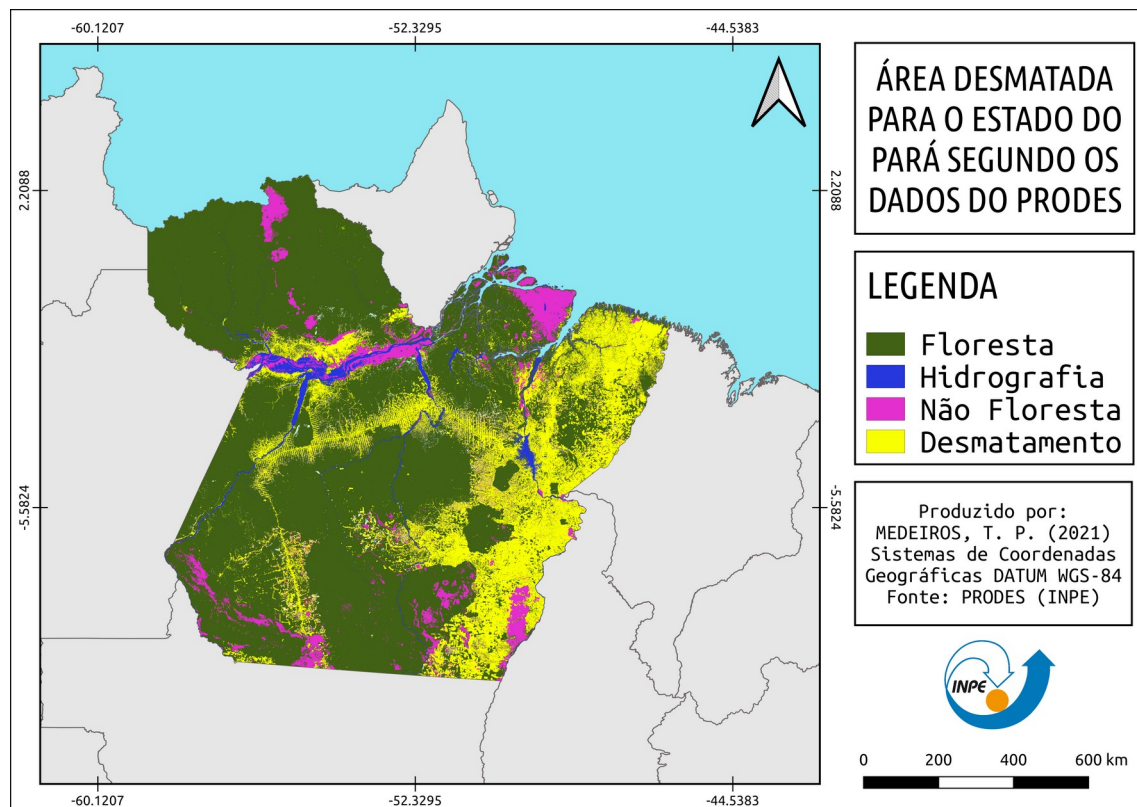 -60.1207
-52.3295
-44.5383
2.2088
2.2088
-5.5824
-5.5824
-60.1207
-52.3295
-44.5383
ÁREA DESMATADA
PARA O ESTADO DO
PARÁ SEGUNDO OS
DADOS DO PRODES
LEGENDA
Floresta
Hidrografia
Não Floresta
Desmatamento
Produzido por:
MEDEIROS, T. P. (2021)
Sistemas de Coordenadas
Geográficas DATUM WGS-84
Fonte: PRODES (INPE)
INPE
0 200 400 600 km